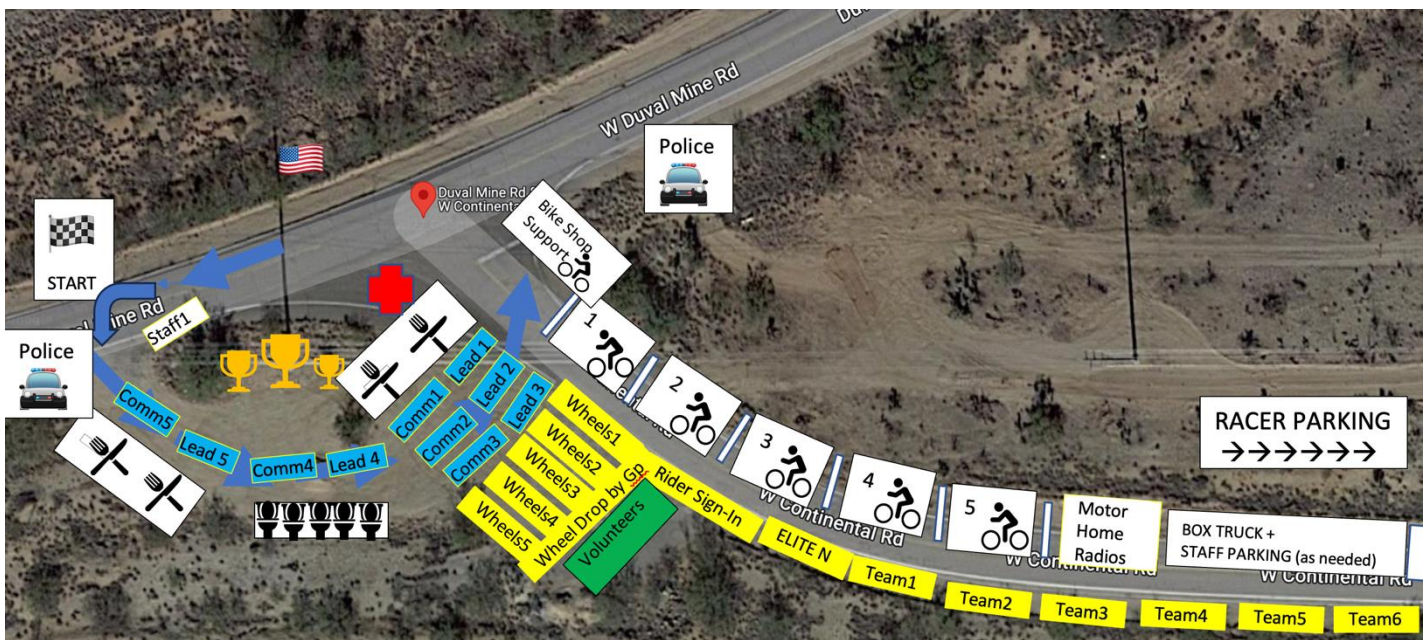 Du
W Duval Mine Rd
Police
Duval Mine Rd &
W Continental
Bike Shop
Support
START
al Mine Rd
Staff1
Police
1
2
3
4
5
Lead 1
Lead 2
Lead 3
Comm1
Comm2
Comm3
Comm5
Lead 5
Comm4
Lead 4
Wheels1
Wheels2
Wheels3
Wheels4
Wheels5
Wheel Drop by Gp
Volunteers
Rider Sign-In
RACER PARKING
W Continental Rd
ELITE N
Team1
Team2
Team3
Team4
Team5
Team6
Motor
Home
Radios
BOX TRUCK +
STAFF PARKING (as needed)
W Continental Rd
W Continental Rd